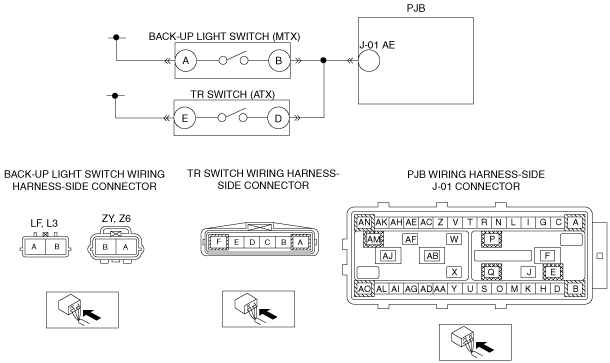 PJB
BACK-UP LIGHT SWITCH (MTX)
J-01 AE
A B
TR SWITCH (ATX)
E D
BACK-UP LIGHT SWITCH WIRING
HARNESS-SIDE CONNECTOR
LF, L3
A B
ZY, Z6
B A
TR SWITCH WIRING HARNESS-
SIDE CONNECTOR
F E D C B A
PJB WIRING HARNESS-SIDE
J-01 CONNECTOR
AN AK AH AE AC Z V T R N L I G C A
AM AF W P
AJ AB F
X Q J E
AO AL AI AG AD AA Y U S O M K H D B